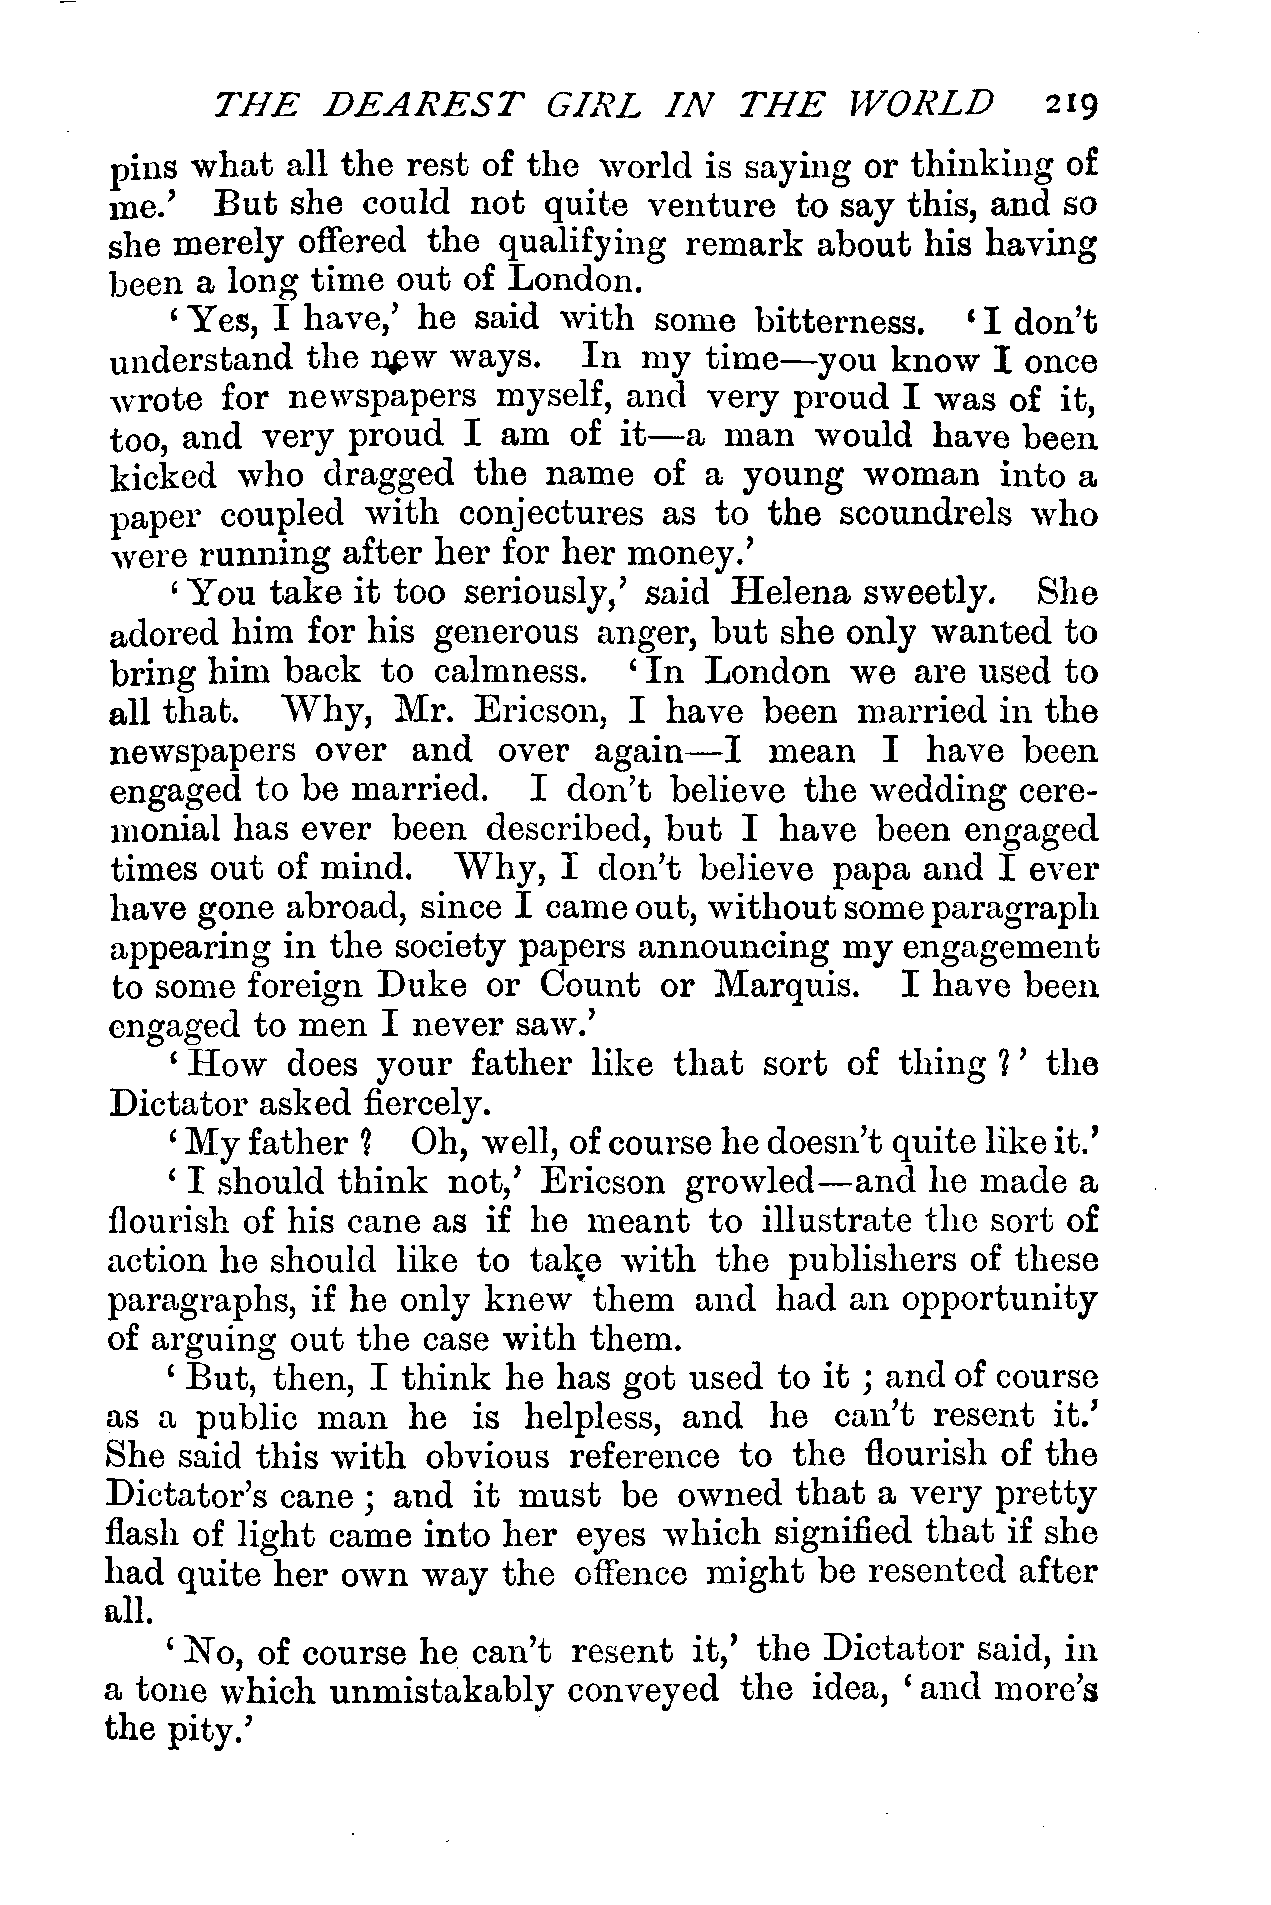 THE DEAREST GIRL IN THE WORLD 219
pins what all the rest of the world is saying or thinking of
me.' But she could not quite venture to say this, and so
she merely offered the qualifying remark about his having
been a long time out of London.
'Yes, I have,' he said with some bitterness. 'I don't
understand the new ways. In my time—you know I once
wrote for newspapers myself, and very proud I was of it,
too, and very proud I am of it—a man would have been
kicked who dragged the name of a young woman into a
paper coupled with conjectures as to the scoundrels who
were running after her for her money.'
'You take it too seriously,' said Helena sweetly. She
adored him for his generous anger, but she only wanted to
bring him back to calmness. 'In London we are used to
all that. Why, Mr. Ericson, I have been married in the
newspapers over and over again—I mean I have been
engaged to be married. I don't believe the wedding cere-
monial has ever been described, but I have been engaged
times out of mind. Why, I don't believe papa and I ever
have gone abroad, since I came out, without some paragraph
appearing in the society papers announcing my engagement
to some foreign Duke or Count or Marquis. I have been
engaged to men I never saw.'
'How does your father like that sort of thing?' the
Dictator asked fiercely.
'My father? Oh, well, of course he doesn't quite like it.'
'I should think not,' Ericson growled—and he made a
flourish of his cane as if he meant to illustrate the sort of
action he should like to take with the publishers of these
paragraphs, if he only knew them and had an opportunity
of arguing out the case with them.
'But, then, I think he has got used to it; and of course
as a public man he is helpless, and he can't resent it.'
She said this with obvious reference to the flourish of the
Dictator's cane; and it must be owned that a very pretty
flash of light came into her eyes which signified that if she
had quite her own way the offence might be resented after
all.
'No, of course he can't resent it,' the Dictator said, in
a tone which unmistakably conveyed the idea, 'and more's
the pity.'